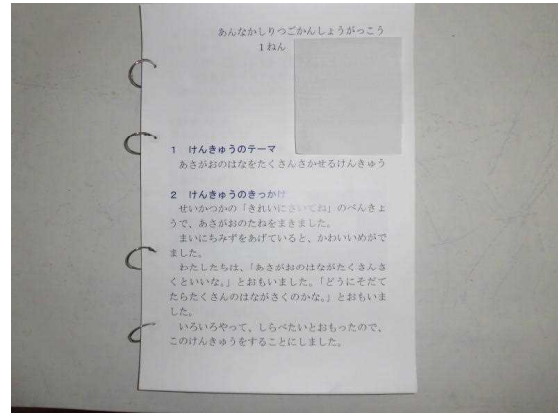 あんなかしりつごかんしょうがっこう
1ねん
1 けんきゅうのテーマ
あさがおのはなをたくさんさかせるけんきゅう
2 けんきゅうのきっかけ
せいかつかの「きれいにさいてね」のべんきょ
うで、あさがおのたねをまきました。
まいにちみずをあげていると、かわいいめがで
ました。
わたしたちは、「あさがおのはながたくさんさ
くといいな。」とおもいました。「どうにそだて
たらたくさんのはながさくのかな。」とおもいま
した。
いろいろやって、しらべたいとおもったので、
このけんきゅうをすることにしました。